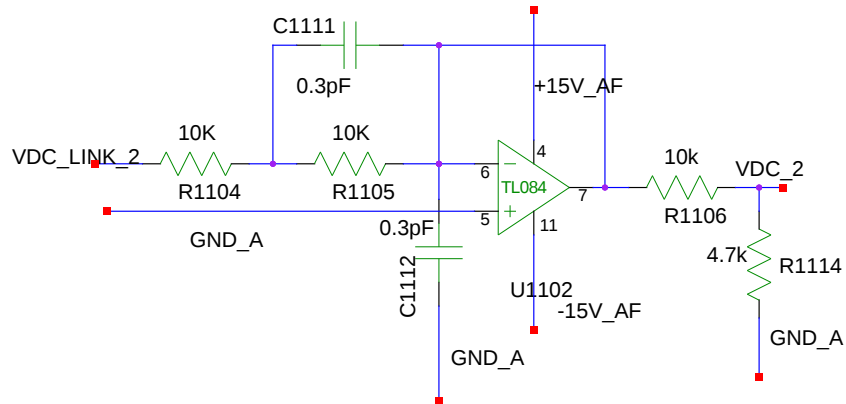 C1111
0.3pF
+15V_AF
10K
10K
10k
VDC_LINK_2
VDC_2
4
6
TL084
7
R1104
R1105
R1106
5
11
GND_A
0.3pF
4.7k
R1114
C1112
U1102
-15V_AF
GND_A
GND_A